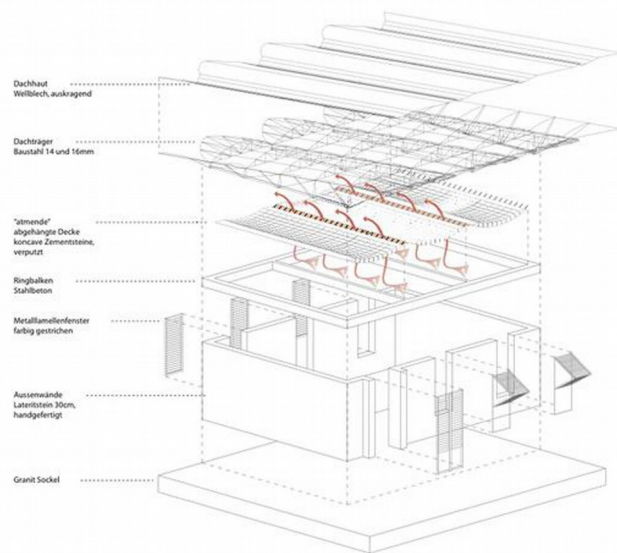 Dachhaut
Wellblech, auskragend
Dachträger
Baustahl 14 und 16mm
"atmende"
abgehängte Decke
koncave Zementsteine,
verputzt
Ringbalken
Stahlbeton
Metalllamellenfenster
farbig gestrichen
Aussenwände
Lateritstein 30cm,
handgefertigt
Granit Sockel